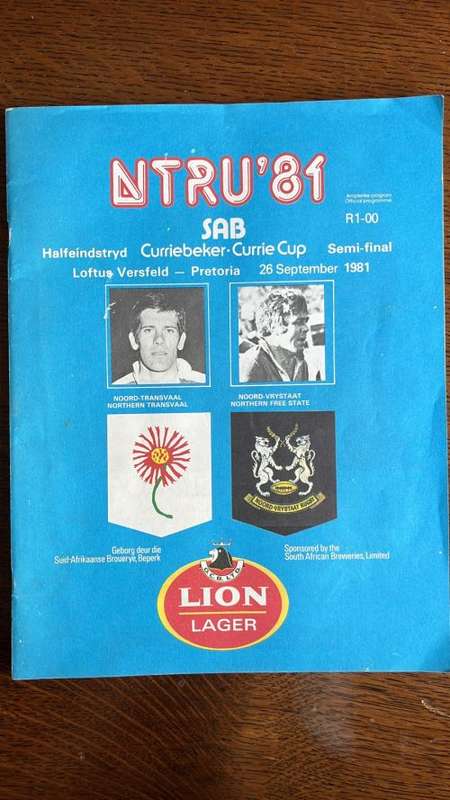 NTRU'81
Amptelike program
Official programme
R1-00
SAB
Halfeindstryd Curriebeker-Currie Cup Semi-final
Loftus Versfeld — Pretoria 26 September 1981
NOORD-TRANSVAAL
NORTHERN TRANSVAAL
NOORD-VRYSTAAT
NORTHERN FREE STATE
NOORD-VRYSTAAT RUGBY
Geborg deur die
Suid-Afrikaanse Brouerye, Beperk
Sponsored by the
South African Breweries, Limited
O.C.B. LTD
LION
LAGER